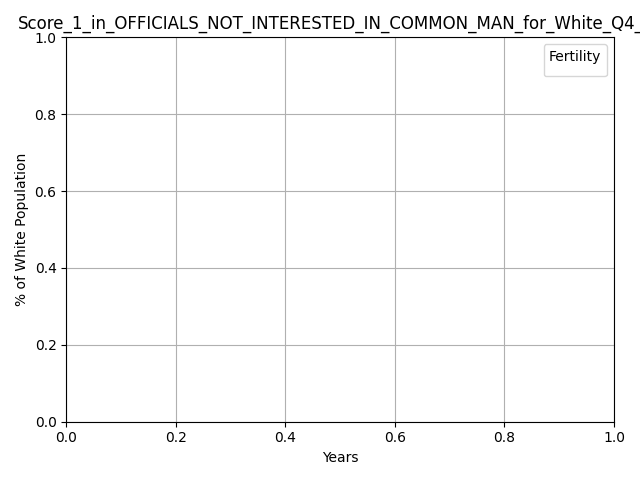 Score_1_in_OFFICIALS_NOT_INTERESTED_IN_COMMON_MAN_for_White_Q4_
Fertility
1.0
0.8
0.6
0.4
0.2
0.0
% of White Population
0.0 0.2 0.4 0.6 0.8 1.0
Years